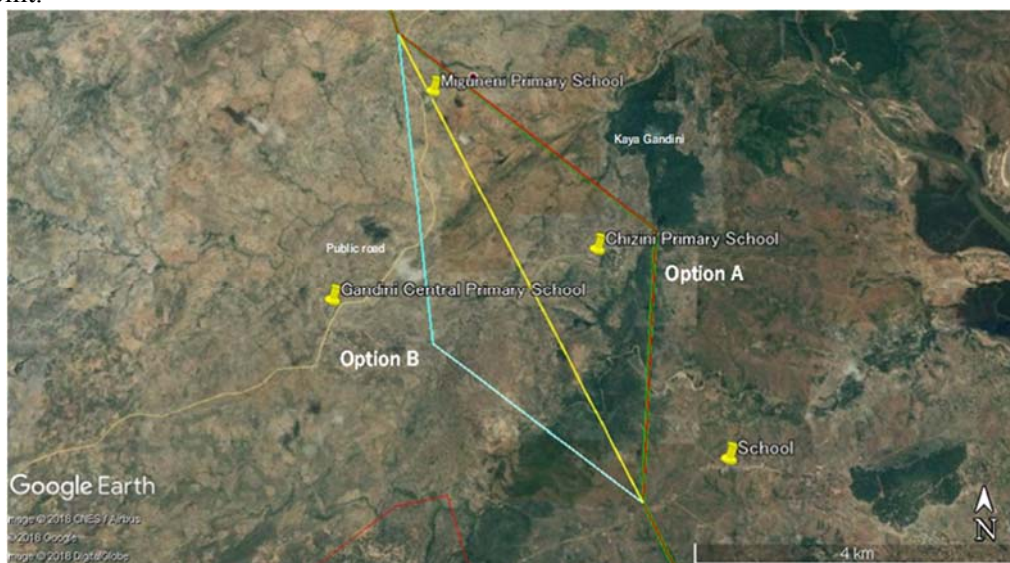 Miguneni Primary School
Kaya Gandini
Chizini Primary School
Public road
Option A
Gandini Central Primary School
Option B
School
Google Earth
Image © 2018 CNES / Airbus
© 2018 Google
Image © 2018 DigitalGlobe
4 km
N